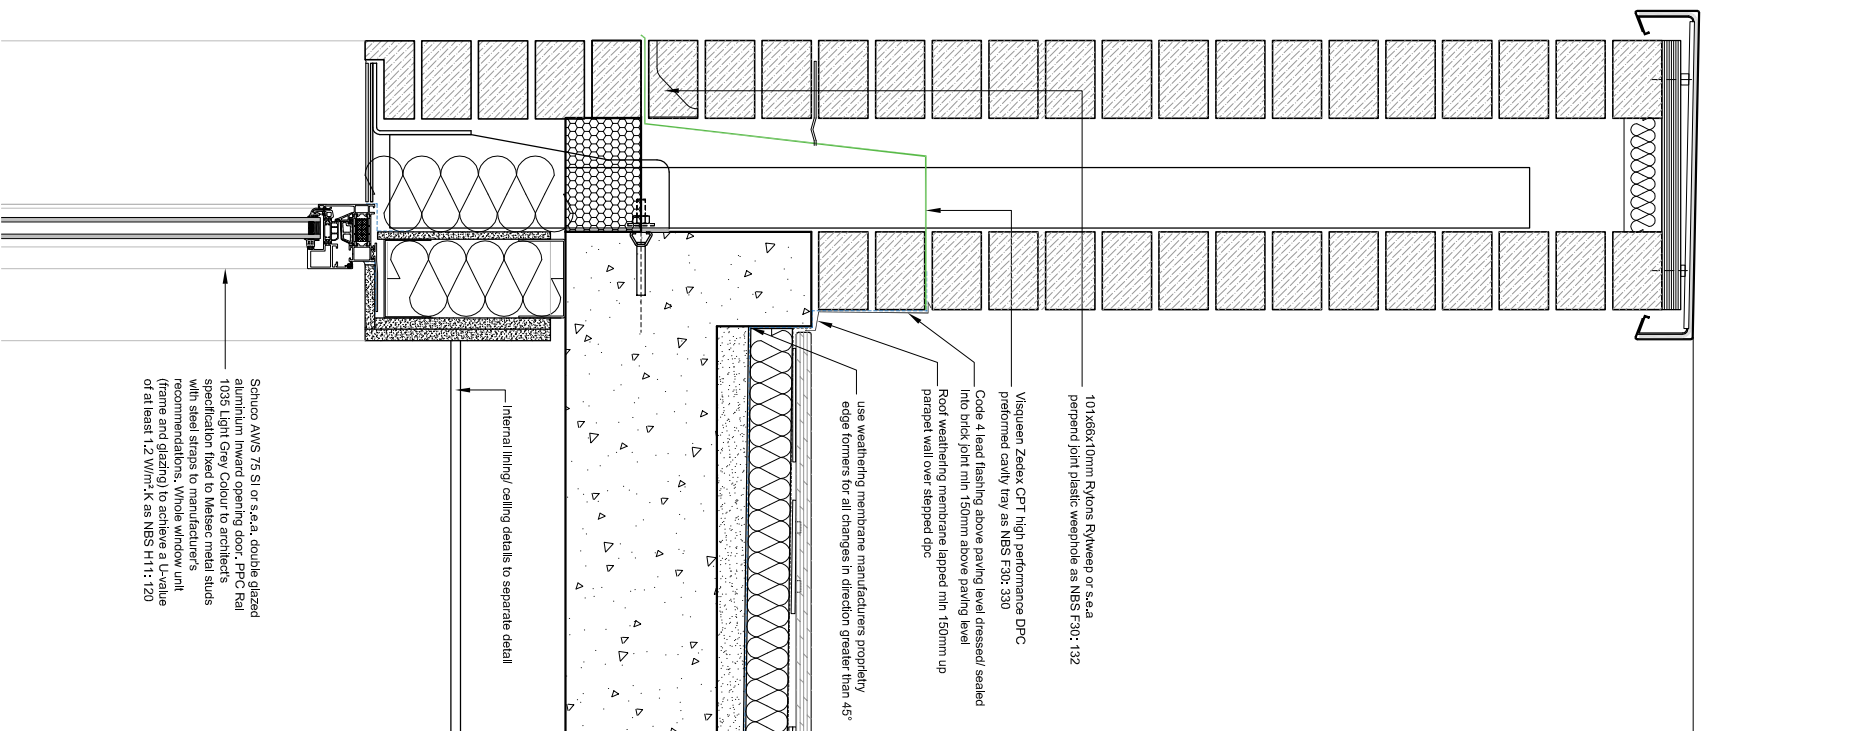 101x66x10mm Rytons Rytweep or s.e.a
perpend joint plastic weephole as NBS F30: 132
Visqueen Zedex CPT high performance DPC
preformed cavity tray as NBS F30: 330
Code 4 lead flashing above paving level dressed/ sealed
into brick joint min 150mm above paving level
Roof weathering membrane lapped min 150mm up
parapet wall over stepped dpc
use weathering membrane manufacturers proprietry
edge formers for all changes in direction greater than 45°
Internal lining/ ceiling details to separate detail
Schuco AWS 75 SI or s.e.a. double glazed
aluminium inward opening door. PPC Ral
1035 Light Grey Colour to architect's
specification fixed to Metsec metal studs
with steel straps to manufacturer's
recommendations. Whole window unit
(frame and glazing) to achieve a U-value
of at least 1.2 W/m².K as NBS H11: 120